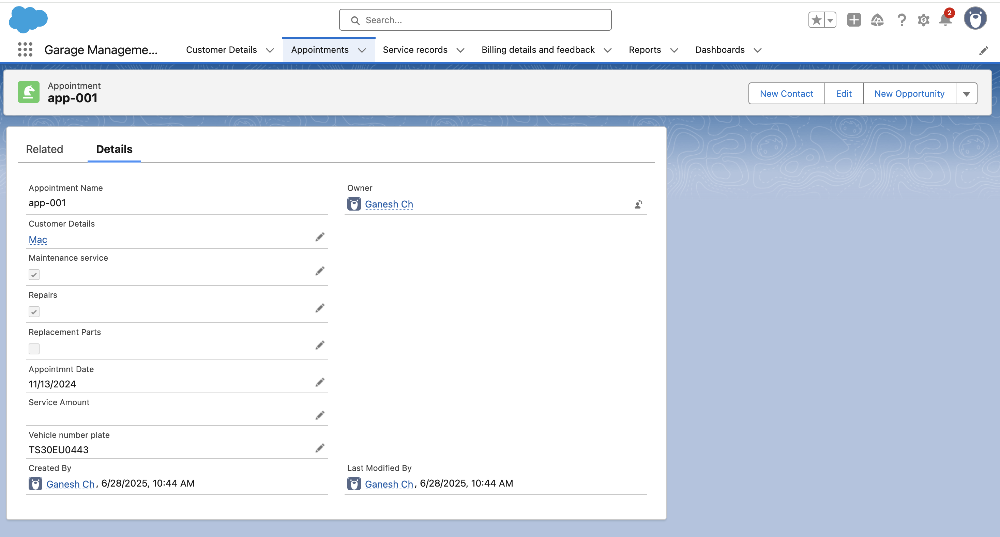 Search...
2
Garage Manageme...
Customer Details
Appointments
Service records
Billing details and feedback
Reports
Dashboards
Appointment
app-001
New Contact
Edit
New Opportunity
Related
Details
Appointment Name
app-001
Owner
Ganesh Ch
Customer Details
Mac
Maintenance service
Repairs
Replacement Parts
Appointmnt Date
11/13/2024
Service Amount
Vehicle number plate
TS30EU0443
Created By
Ganesh Ch, 6/28/2025, 10:44 AM
Last Modified By
Ganesh Ch, 6/28/2025, 10:44 AM